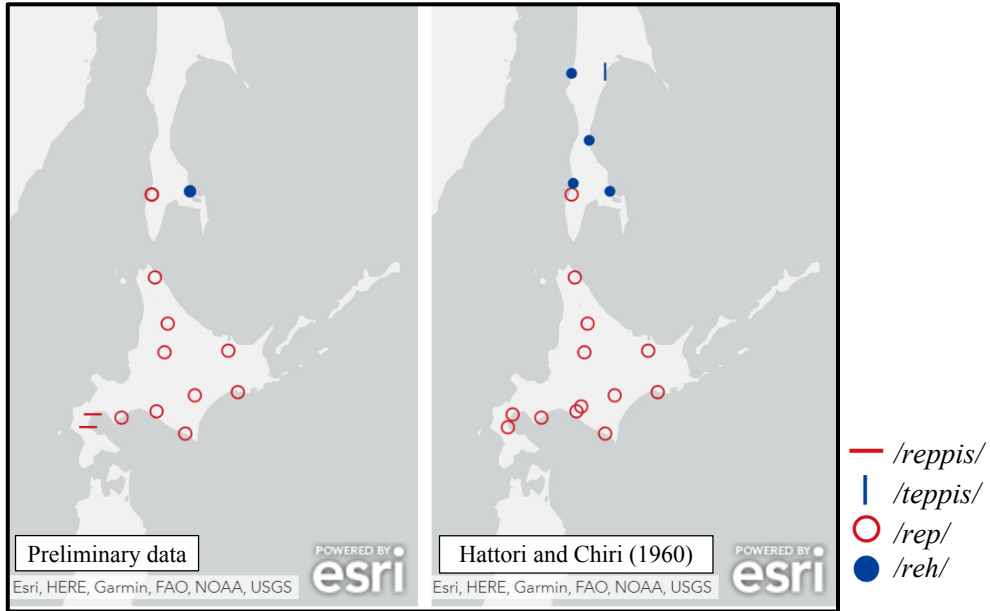 Preliminary data
POWERED BY
esri
Esri, HERE, Garmin, FAO, NOAA, USGS
Hattori and Chiri (1960)
POWERED BY
esri
Esri, HERE, Garmin, FAO, NOAA, USGS
/reppis/
/teppis/
/rep/
/reh/